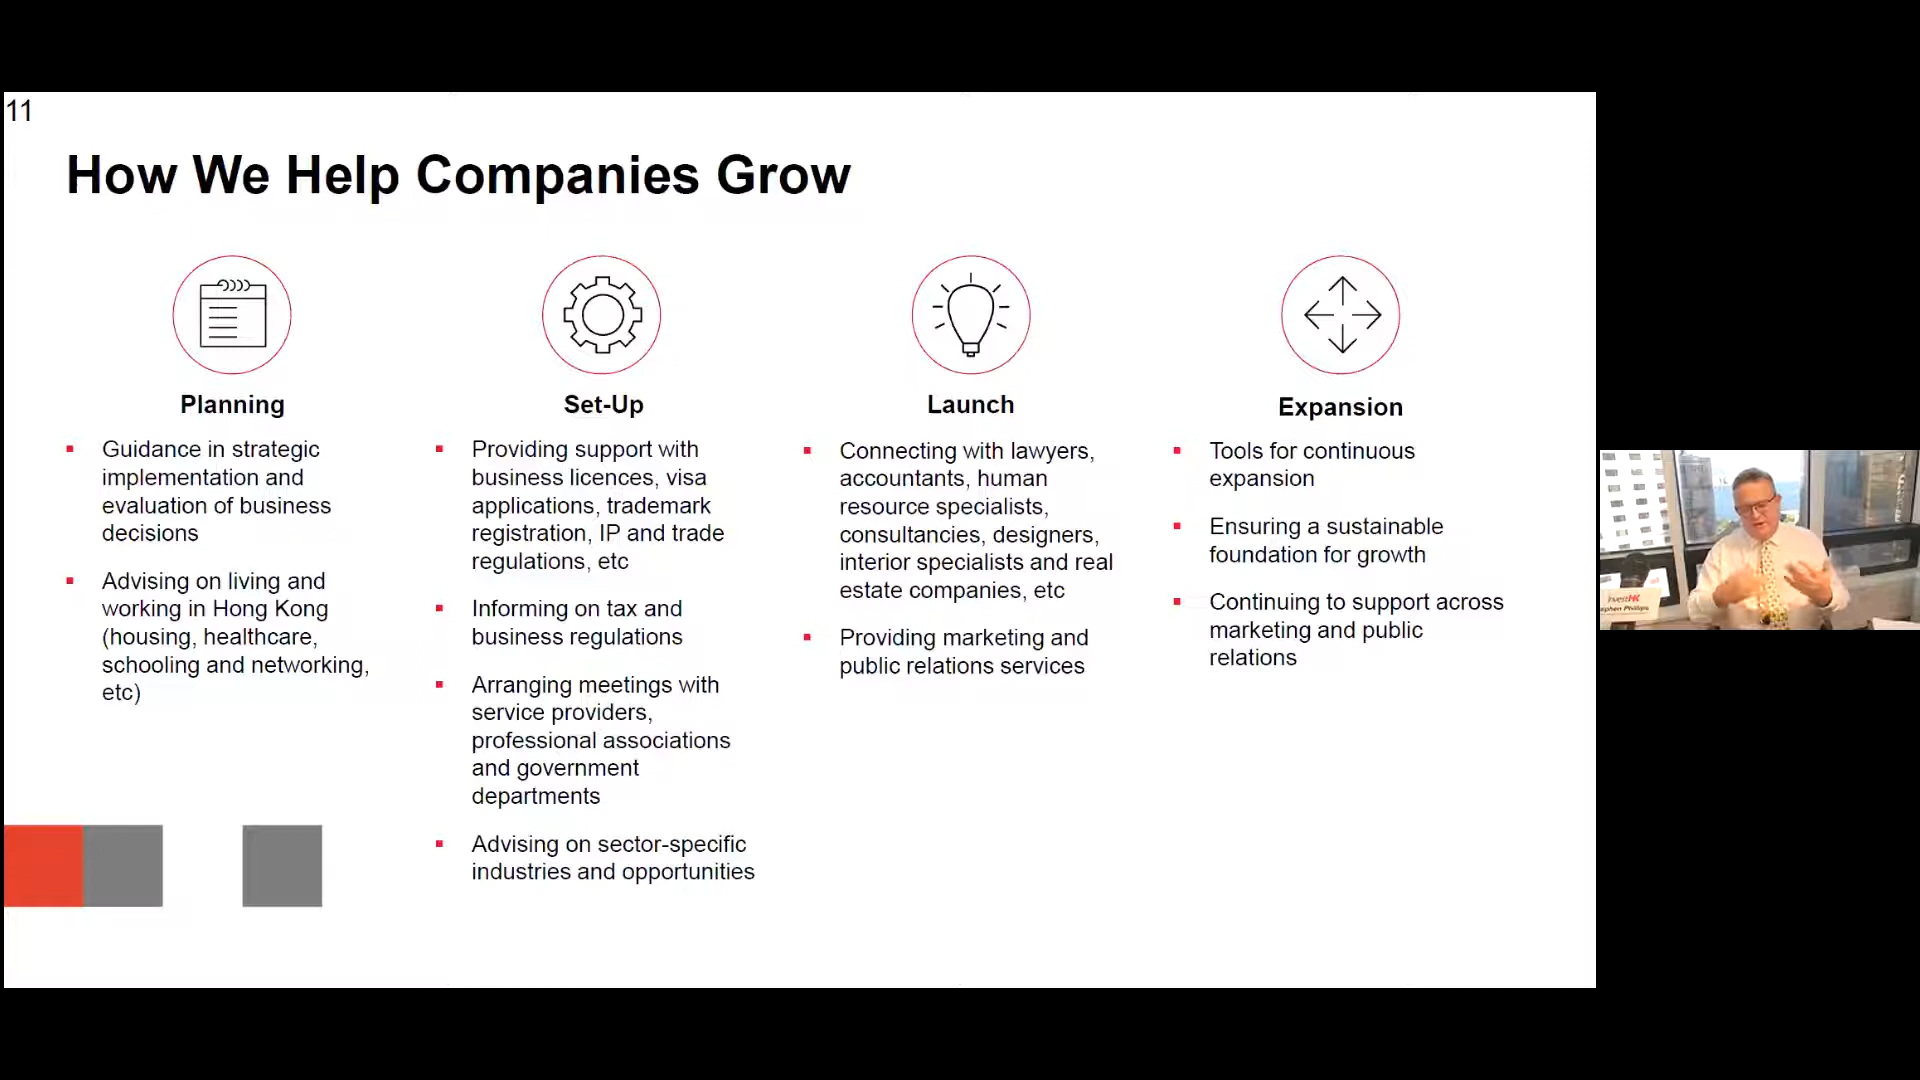 11
How We Help Companies Grow
Planning
▪ Guidance in strategic
implementation and
evaluation of business
decisions
▪ Advising on living and
working in Hong Kong
(housing, healthcare,
schooling and networking,
etc)
Set-Up
▪ Providing support with
business licences, visa
applications, trademark
registration, IP and trade
regulations, etc
▪ Informing on tax and
business regulations
▪ Arranging meetings with
service providers,
professional associations
and government
departments
▪ Advising on sector-specific
industries and opportunities
Launch
▪ Connecting with lawyers,
accountants, human
resource specialists,
consultancies, designers,
interior specialists and real
estate companies, etc
▪ Providing marketing and
public relations services
Expansion
▪ Tools for continuous
expansion
▪ Ensuring a sustainable
foundation for growth
▪ Continuing to support across
marketing and public
relations
InvestHK
ephen Phillips